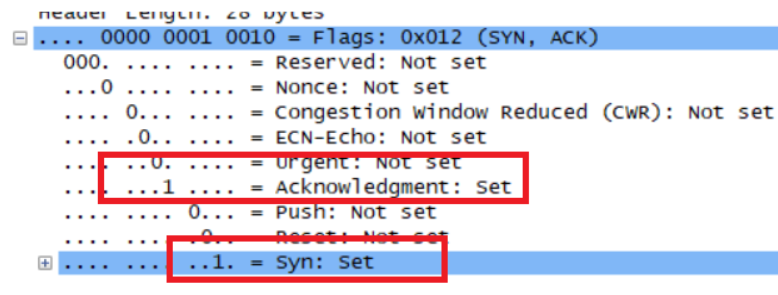 Header Length: 28 bytes
.... 0000 0001 0010 = Flags: 0x012 (SYN, ACK)
000. .... .... = Reserved: Not set
...0 .... .... = Nonce: Not set
.... 0... .... = Congestion Window Reduced (CWR): Not set
.... .0.. .... = ECN-Echo: Not set
.... ..0. .... = Urgent: Not set
.... ...1 .... = Acknowledgment: Set
.... .... 0... = Push: Not set
.... .... .0.. = Reset: Not set
.... .... ..1. = Syn: Set